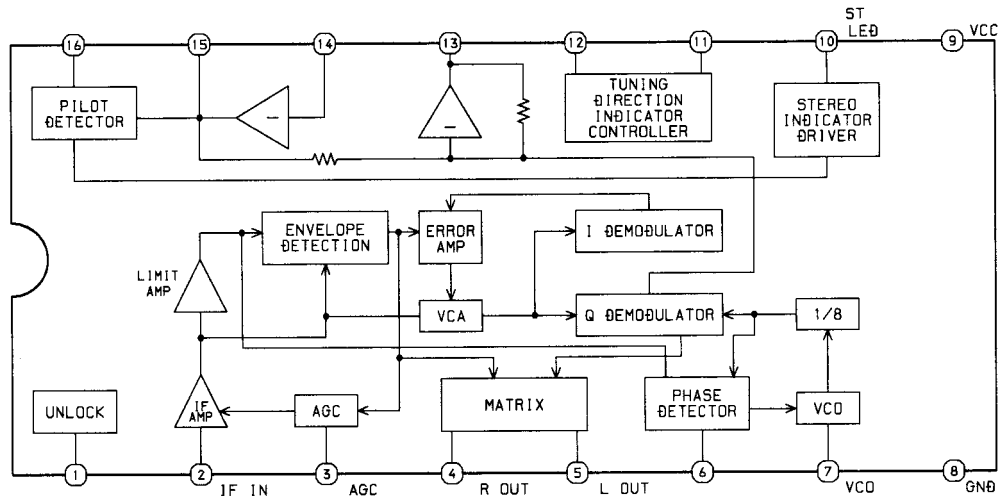 ST
LED
VCC
16
15
14
13
12
11
10
9
PILOT
DETECTOR
−
−
TUNING
DIRECTION
INDICATOR
CONTROLLER
STEREO
INDICATOR
DRIVER
ENVELOPE
DETECTION
ERROR
AMP
I DEMODULATOR
LIMIT
AMP
VCA
Q DEMODULATOR
1/8
UNLOCK
IF
AMP
AGC
MATRIX
PHASE
DETECTOR
VCO
1
2
3
4
5
6
7
8
IF IN
AGC
R OUT
L OUT
VCO
GND